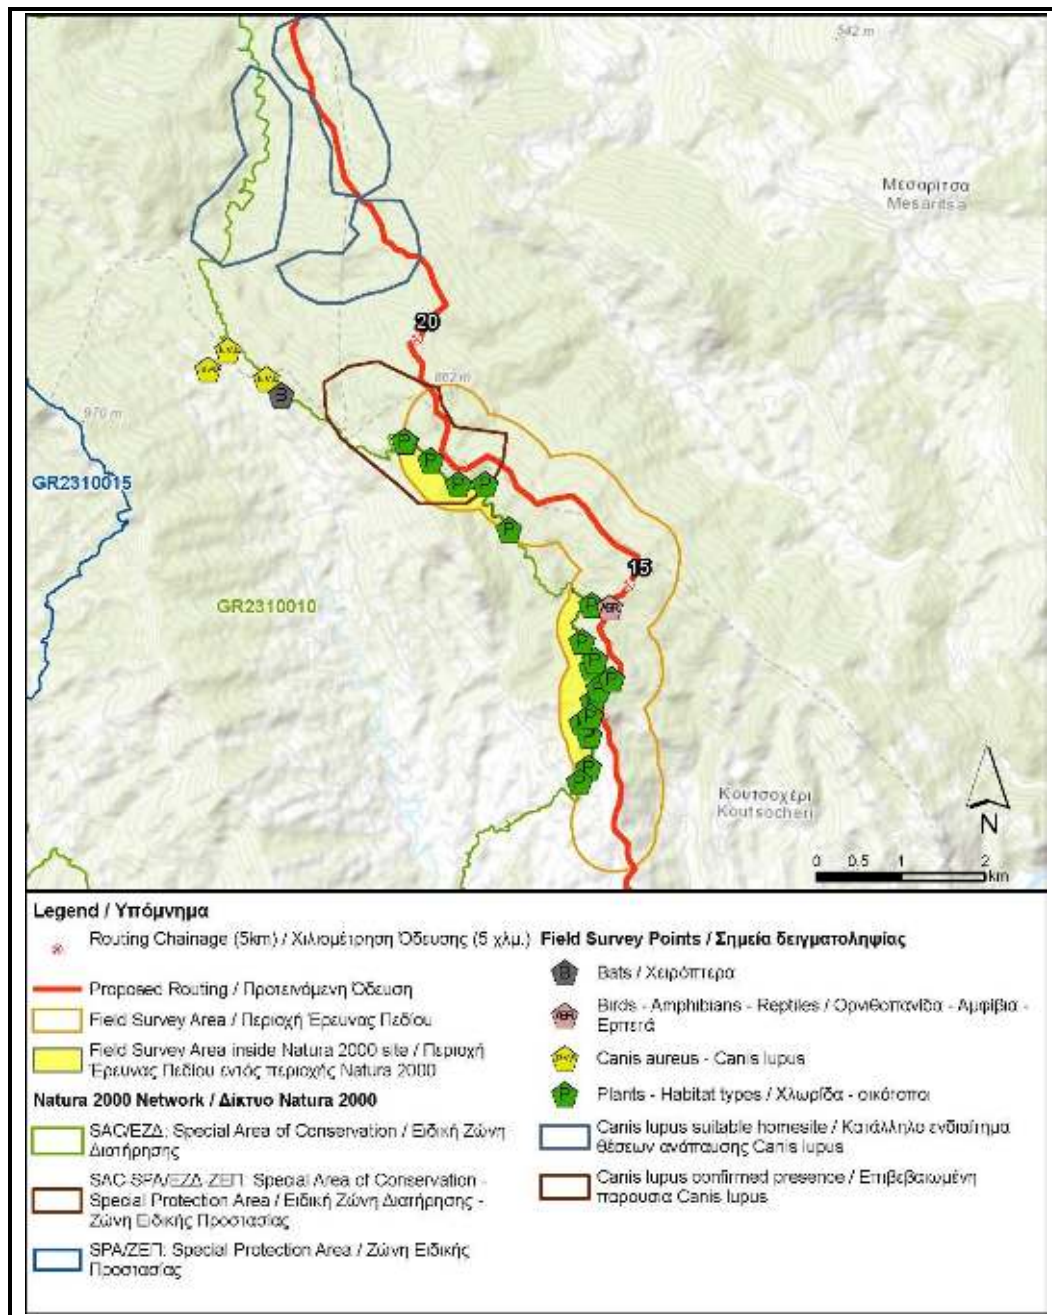 542 m
Μεσαρίτσα
Mesaritsa
20
862 m
970 m
GR2310015
B
P
P
P
P
P
15
GR2310010
P
ABR
P
P
P
P
P
P
Κουτσοχέρι
Koutsocheri
N
0 0.5 1 2
km
Legend / Υπόμνημα
Routing Chainage (5km) / Χιλιομέτρηση Όδευσης (5 χλμ.)
Proposed Routing / Προτεινόμενη Όδευση
Field Survey Area / Περιοχή Έρευνας Πεδίου
Field Survey Area inside Natura 2000 site / Περιοχή
Έρευνας Πεδίου εντός περιοχής Natura 2000
Natura 2000 Network / Δίκτυο Natura 2000
SAC/ΕΖΔ: Special Area of Conservation / Ειδική Ζώνη
Διατήρησης
SAC-SPA/ΕΖΔ-ΖΕΠ: Special Area of Conservation -
Special Protection Area / Ειδική Ζώνη Διατήρησης -
Ζώνη Ειδικής Προστασίας
SPA/ΖΕΠ: Special Protection Area / Ζώνη Ειδικής
Προστασίας
Field Survey Points / Σημεία δειγματοληψίας
B Bats / Χειρόπτερα
ABR Birds - Amphibians - Reptiles / Ορνιθοπανίδα - Αμφίβια -
Ερπετά
Canis aureus - Canis lupus
P Plants - Habitat types / Χλωρίδα - οικότοποι
Canis lupus suitable homesite / Κατάλληλο ενδιαίτημα
θέσεων ανάπαυσης Canis lupus
Canis lupus confirmed presence / Επιβεβαιωμένη
παρουσία Canis lupus